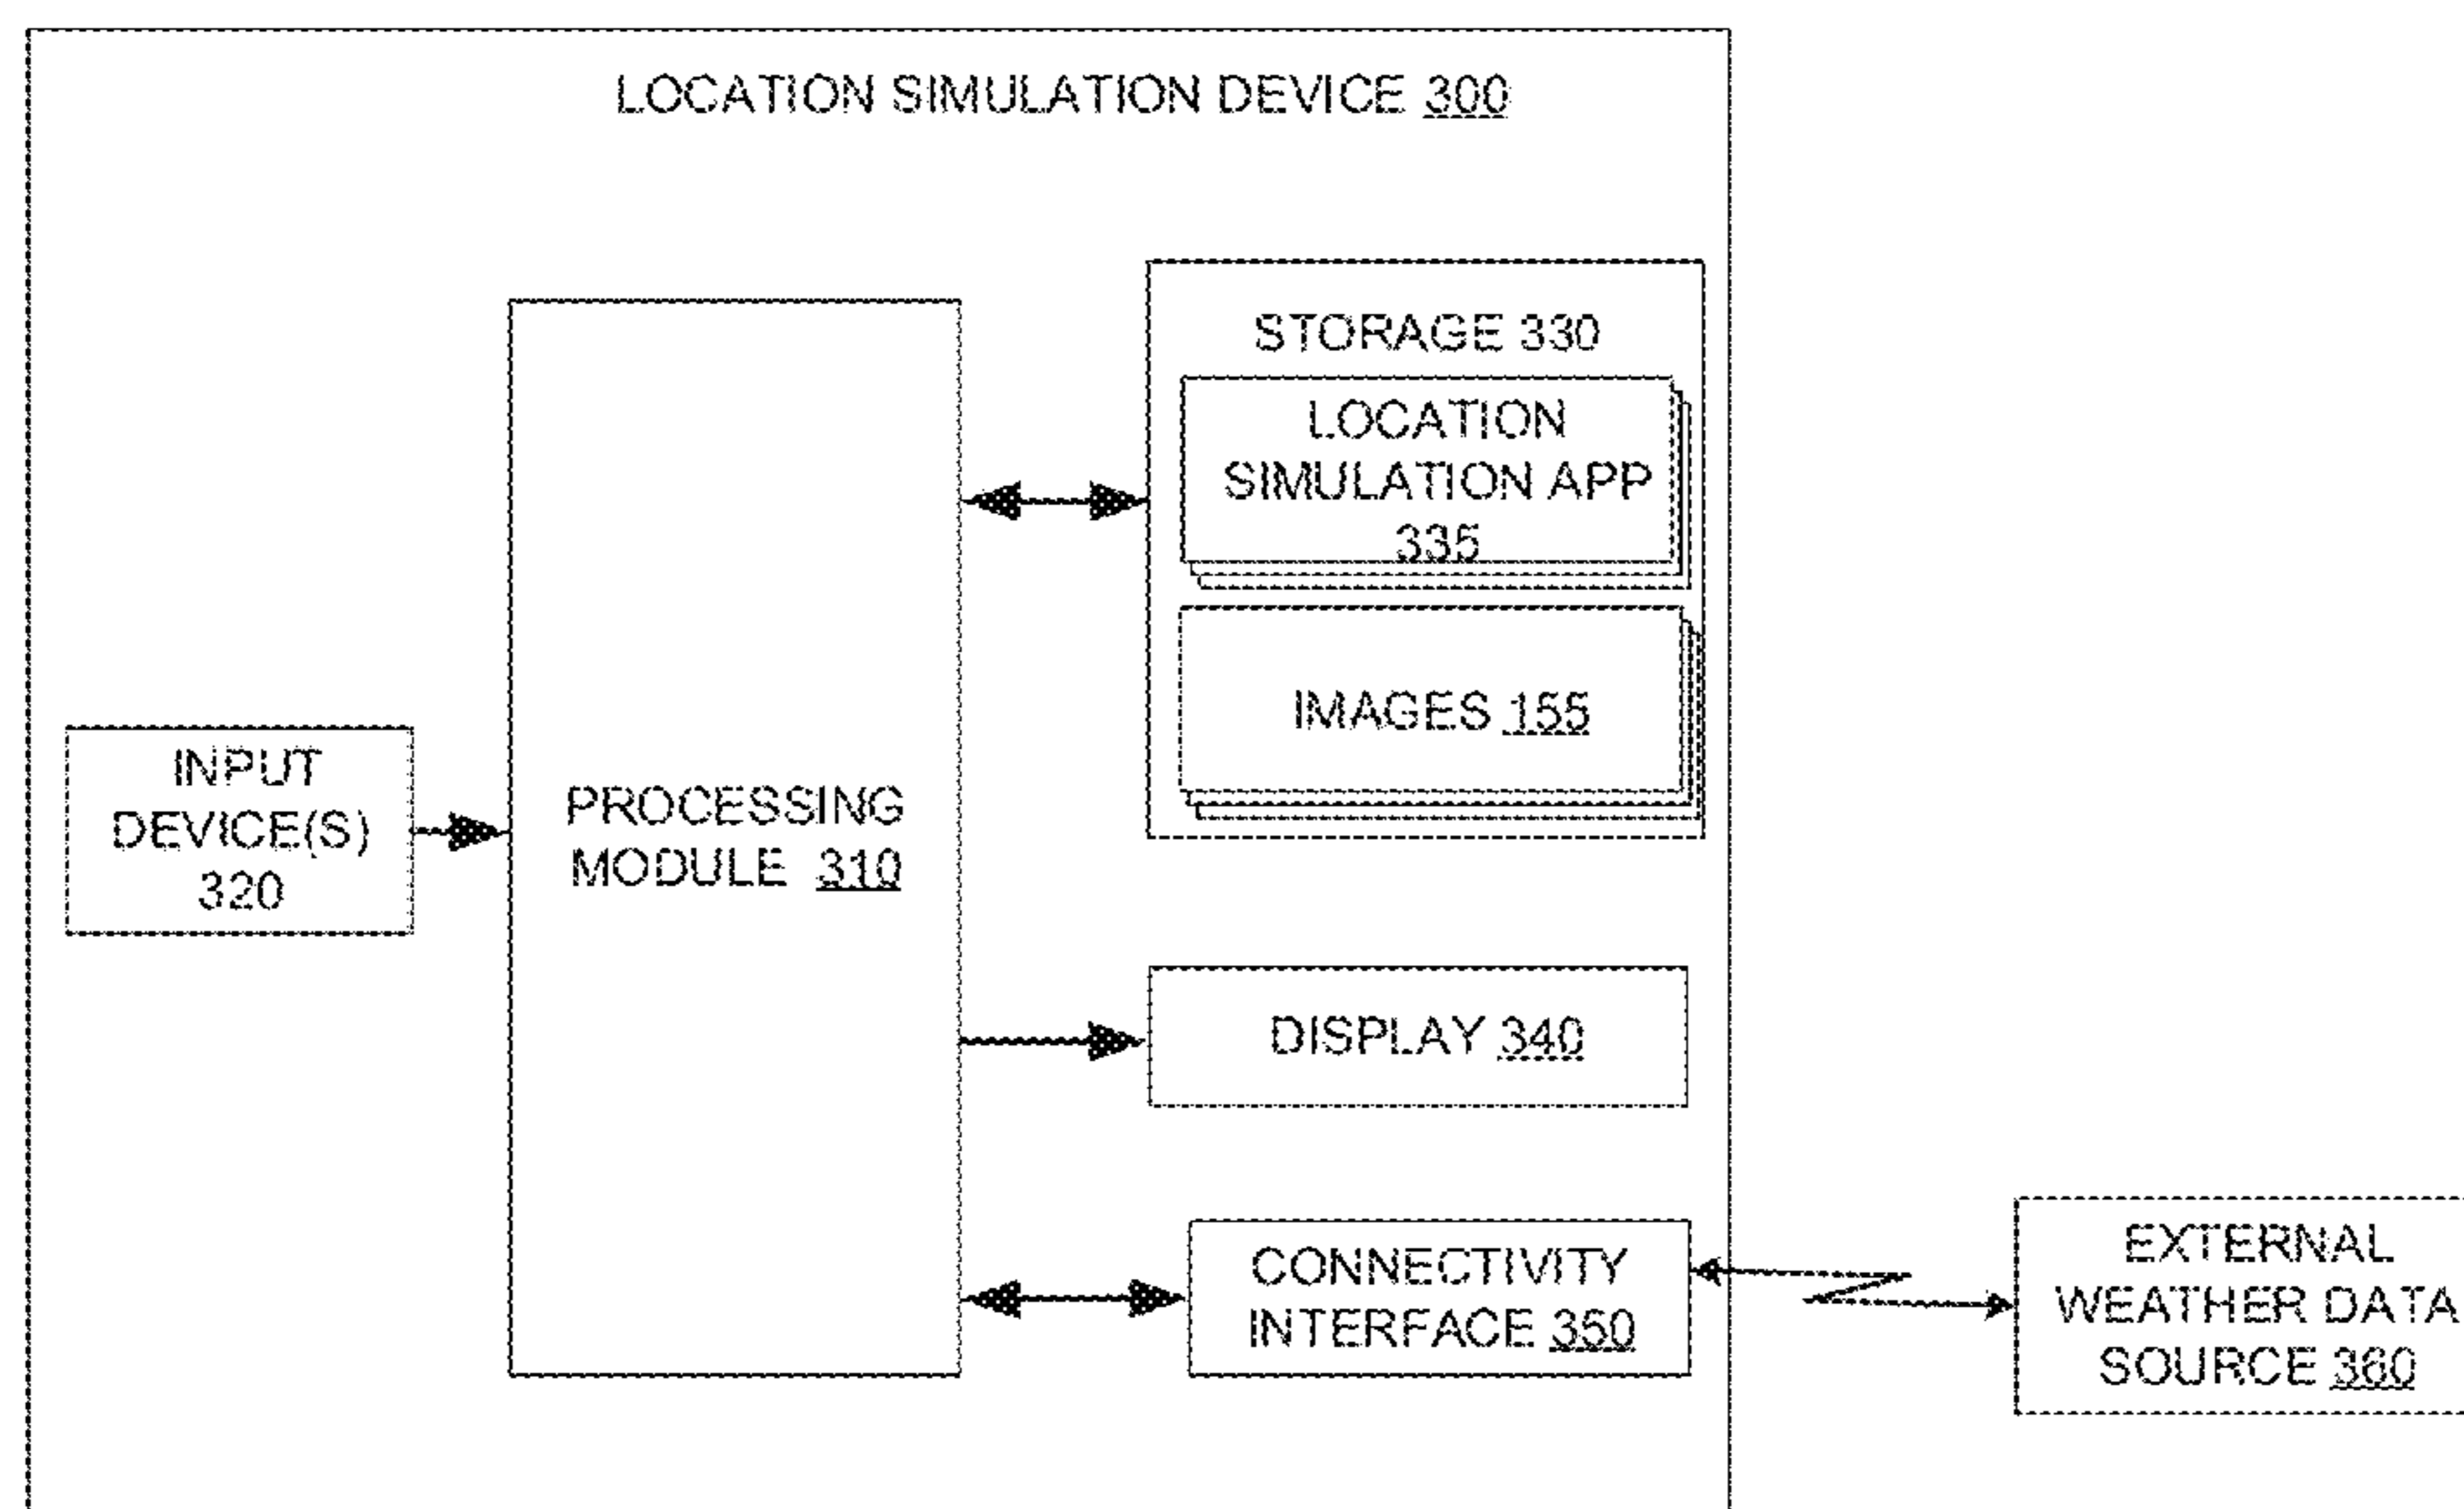 LOCATION SIMULATION DEVICE 300
STORAGE 330
LOCATION
SIMULATION APP
335
IMAGES 155
INPUT
DEVICE(S)
320
PROCESSING
MODULE 310
DISPLAY 340
CONNECTIVITY
INTERFACE 350
EXTERNAL
WEATHER DATA
SOURCE 360